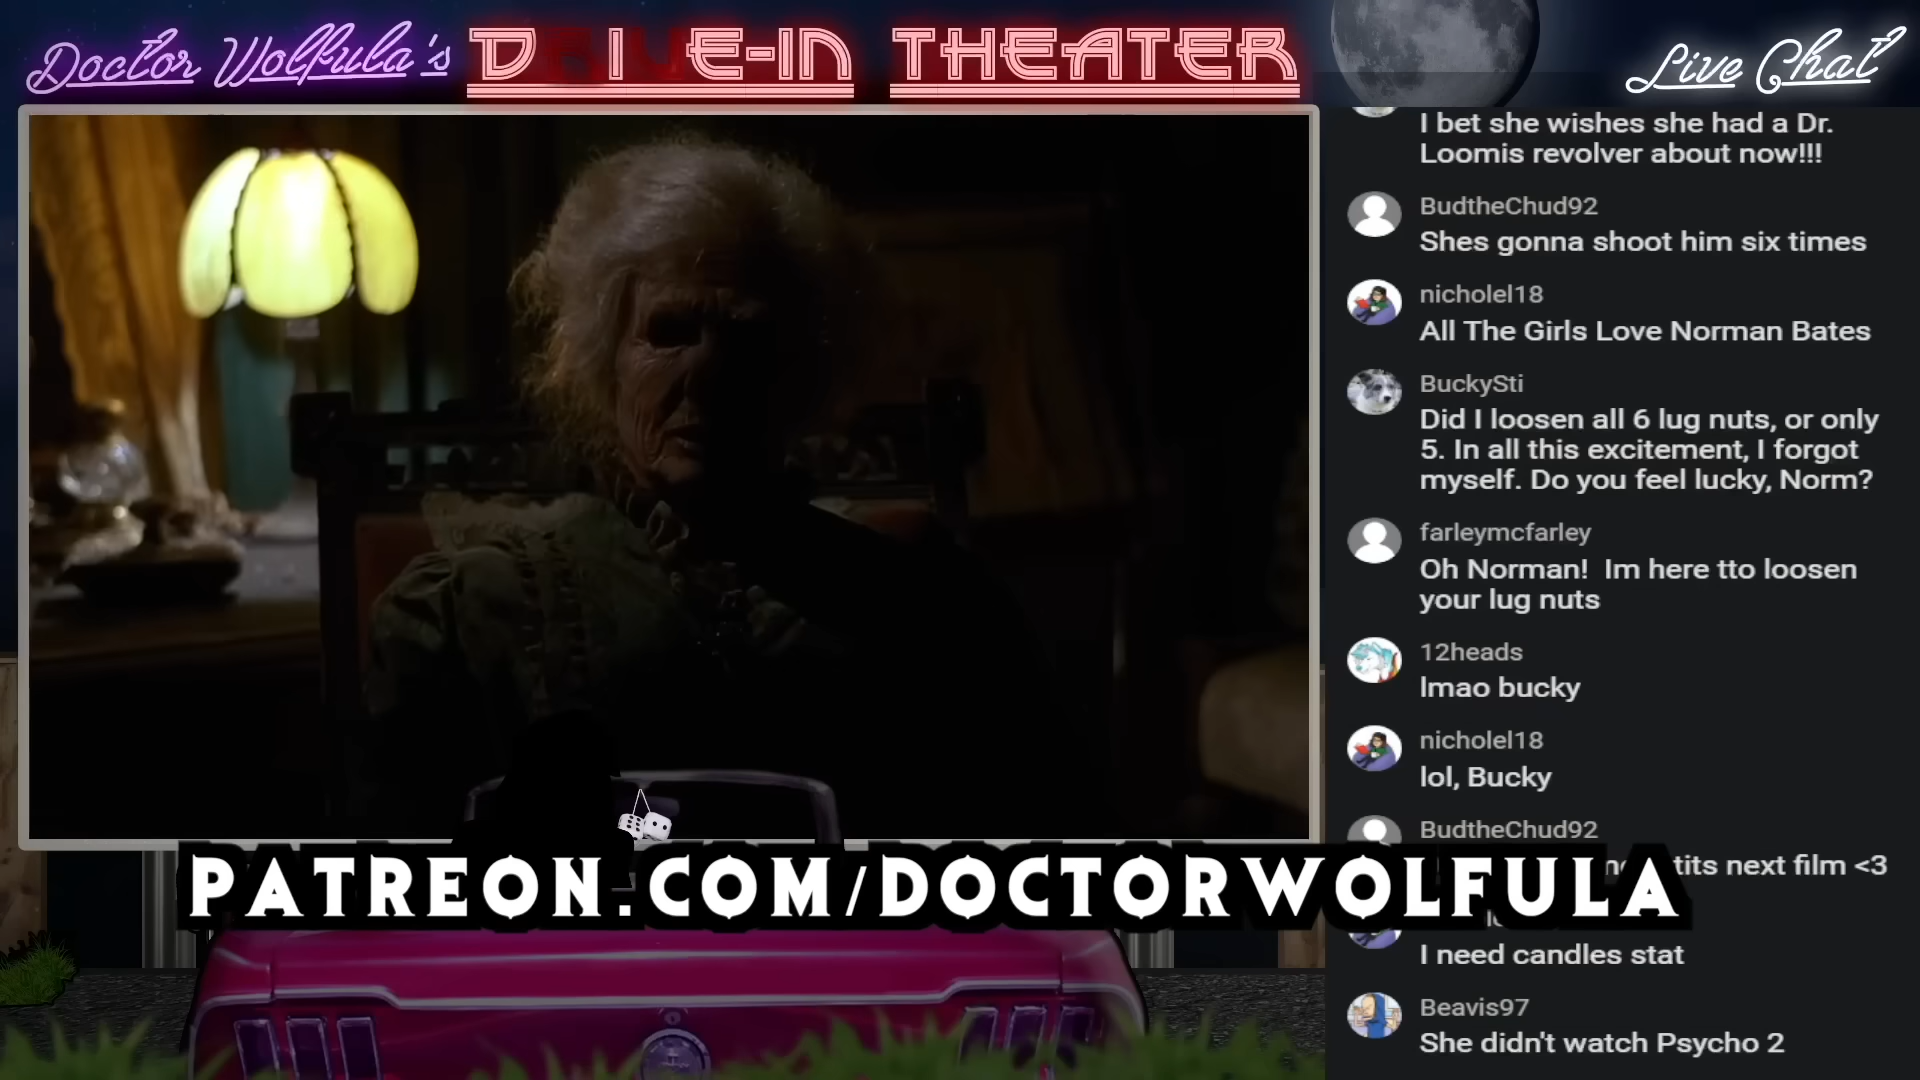 Doctor Wolfula's DRIVE-IN THEATER
Live Chat
I bet she wishes she had a Dr.
Loomis revolver about now!!!
BudtheChud92
Shes gonna shoot him six times
nicholel18
All The Girls Love Norman Bates
BuckySti
Did I loosen all 6 lug nuts, or only
5. In all this excitement, I forgot
myself. Do you feel lucky, Norm?
farleymcfarley
Oh Norman!  Im here tto loosen
your lug nuts
12heads
lmao bucky
nicholel18
lol, Bucky
BudtheChud92
tits next film <3
PATREON.COM/DOCTORWOLFULA
I need candles stat
Beavis97
She didn't watch Psycho 2